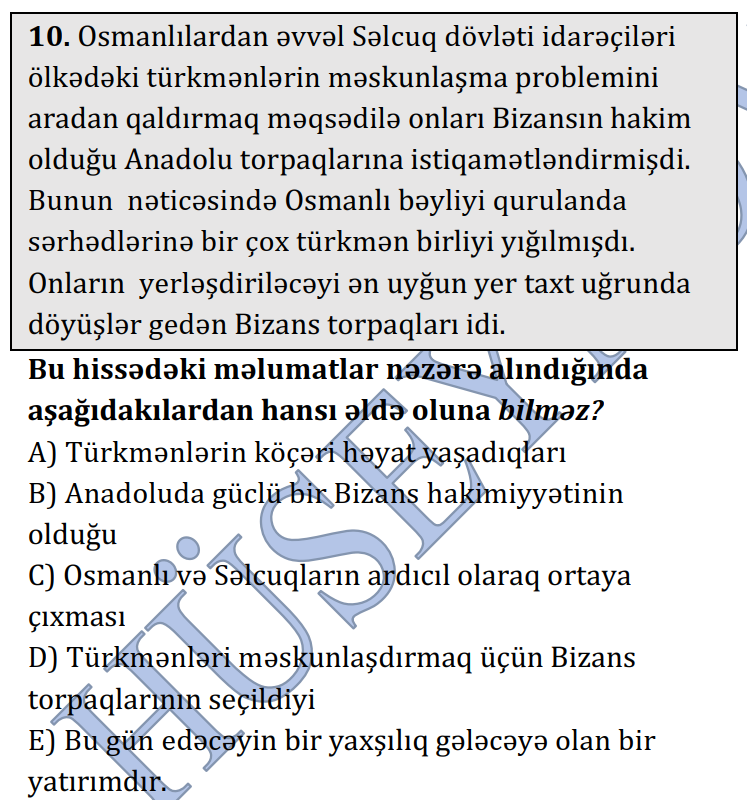 10. Osmanlılardan əvvəl Səlcuq dövləti idarəçiləri
ölkədəki türkmənlərin məskunlaşma problemini
aradan qaldırmaq məqsədilə onları Bizansın hakim
olduğu Anadolu torpaqlarına istiqamətləndirmişdi.
Bunun nəticəsində Osmanlı bəyliyi qurulanda
sərhədlərinə bir çox türkmən birliyi yığılmışdı.
Onların yerləşdiriləcəyi ən uyğun yer taxt uğrunda
döyüşlər gedən Bizans torpaqları idi.
Bu hissədəki məlumatlar nəzərə alındığında
aşağıdakılardan hansı əldə oluna bilməz?
A) Türkmənlərin köçəri həyat yaşadıqları
B) Anadoluda güclü bir Bizans hakimiyyətinin
olduğu
C) Osmanlı və Səlcuqların ardıcıl olaraq ortaya
çıxması
D) Türkmənləri məskunlaşdırmaq üçün Bizans
torpaqlarının seçildiyi
E) Bu gün edəcəyin bir yaxşılıq gələcəyə olan bir
yatırımdır.
HÜSEY